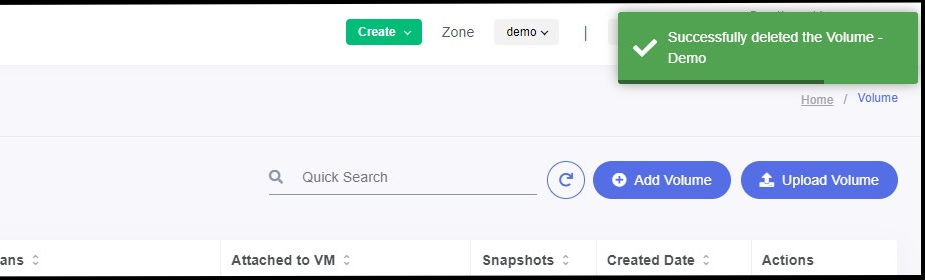 Create
Zone
demo
|
Successfully deleted the Volume -
Demo
Home / Volume
Quick Search
Add Volume
Upload Volume
ans
Attached to VM
Snapshots
Created Date
Actions